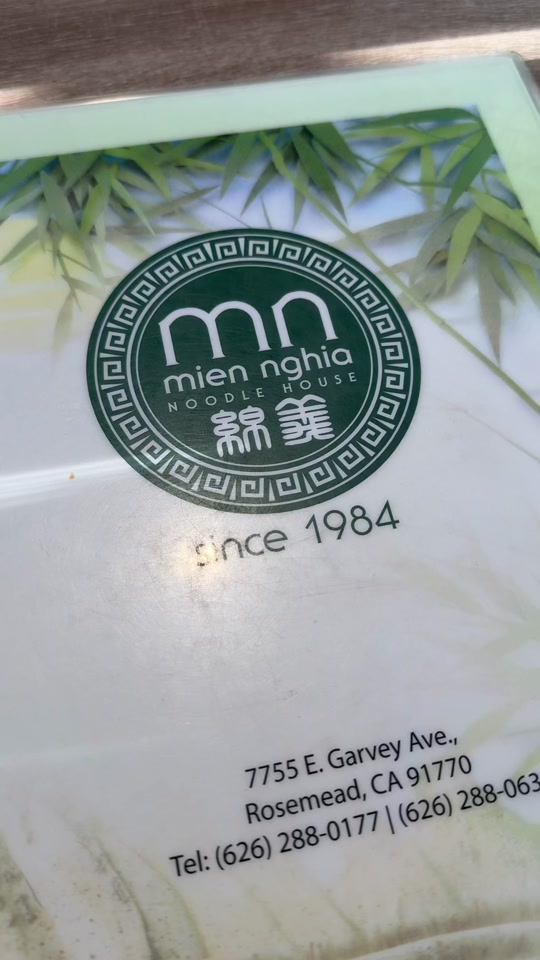 mn
mien nghia
NOODLE HOUSE
綿義
since 1984
7755 E. Garvey Ave.,
Rosemead, CA 91770
Tel: (626) 288-0177 | (626) 288-063